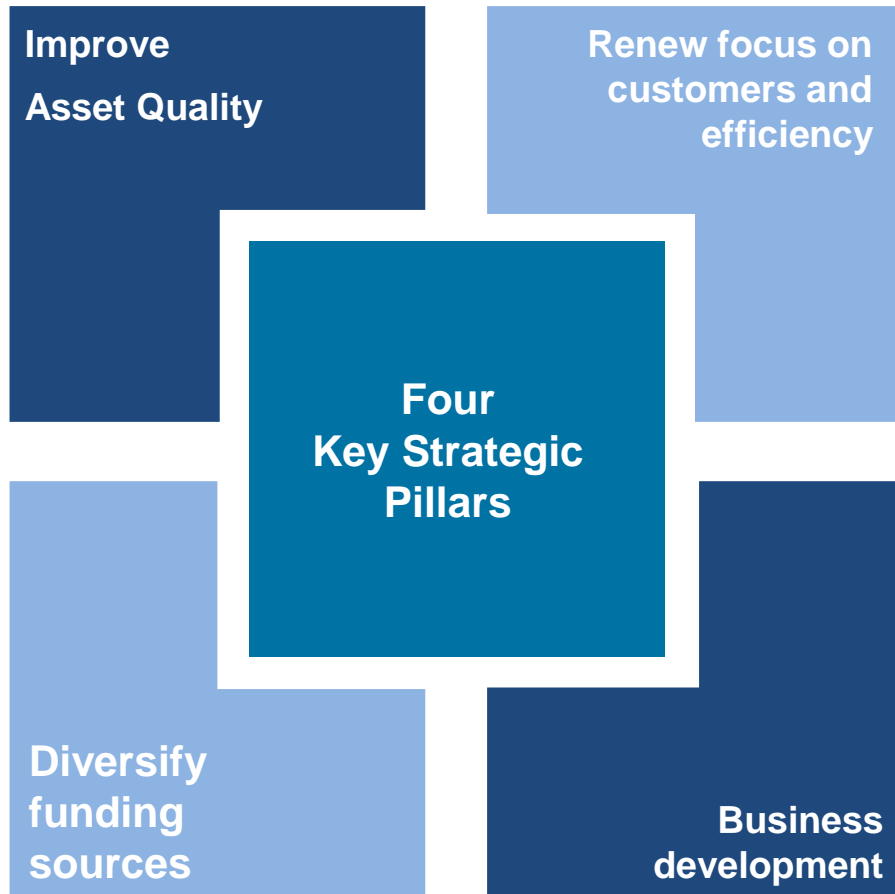 Improve
Asset Quality
Renew focus on
customers and
efficiency
Four
Key Strategic
Pillars
Diversify
funding
sources
Business
development